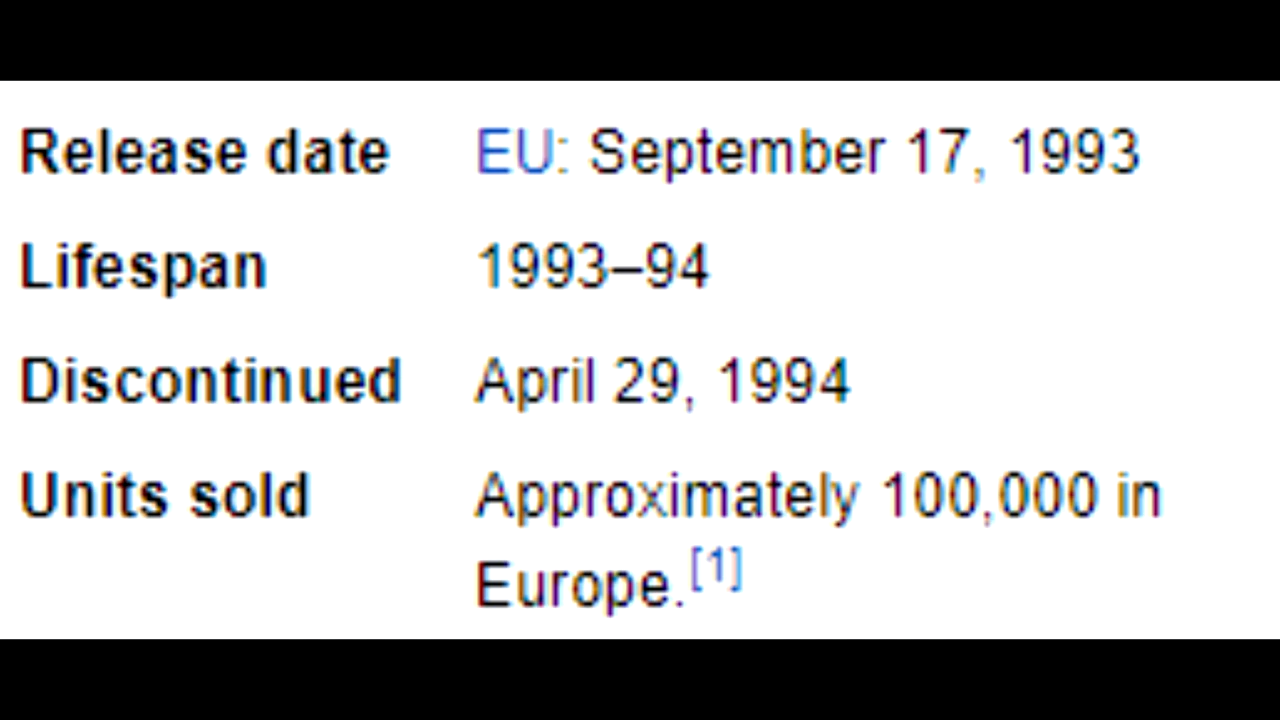 Release date EU: September 17, 1993
Lifespan 1993–94
Discontinued April 29, 1994
Units sold Approximately 100,000 in
Europe.[1]